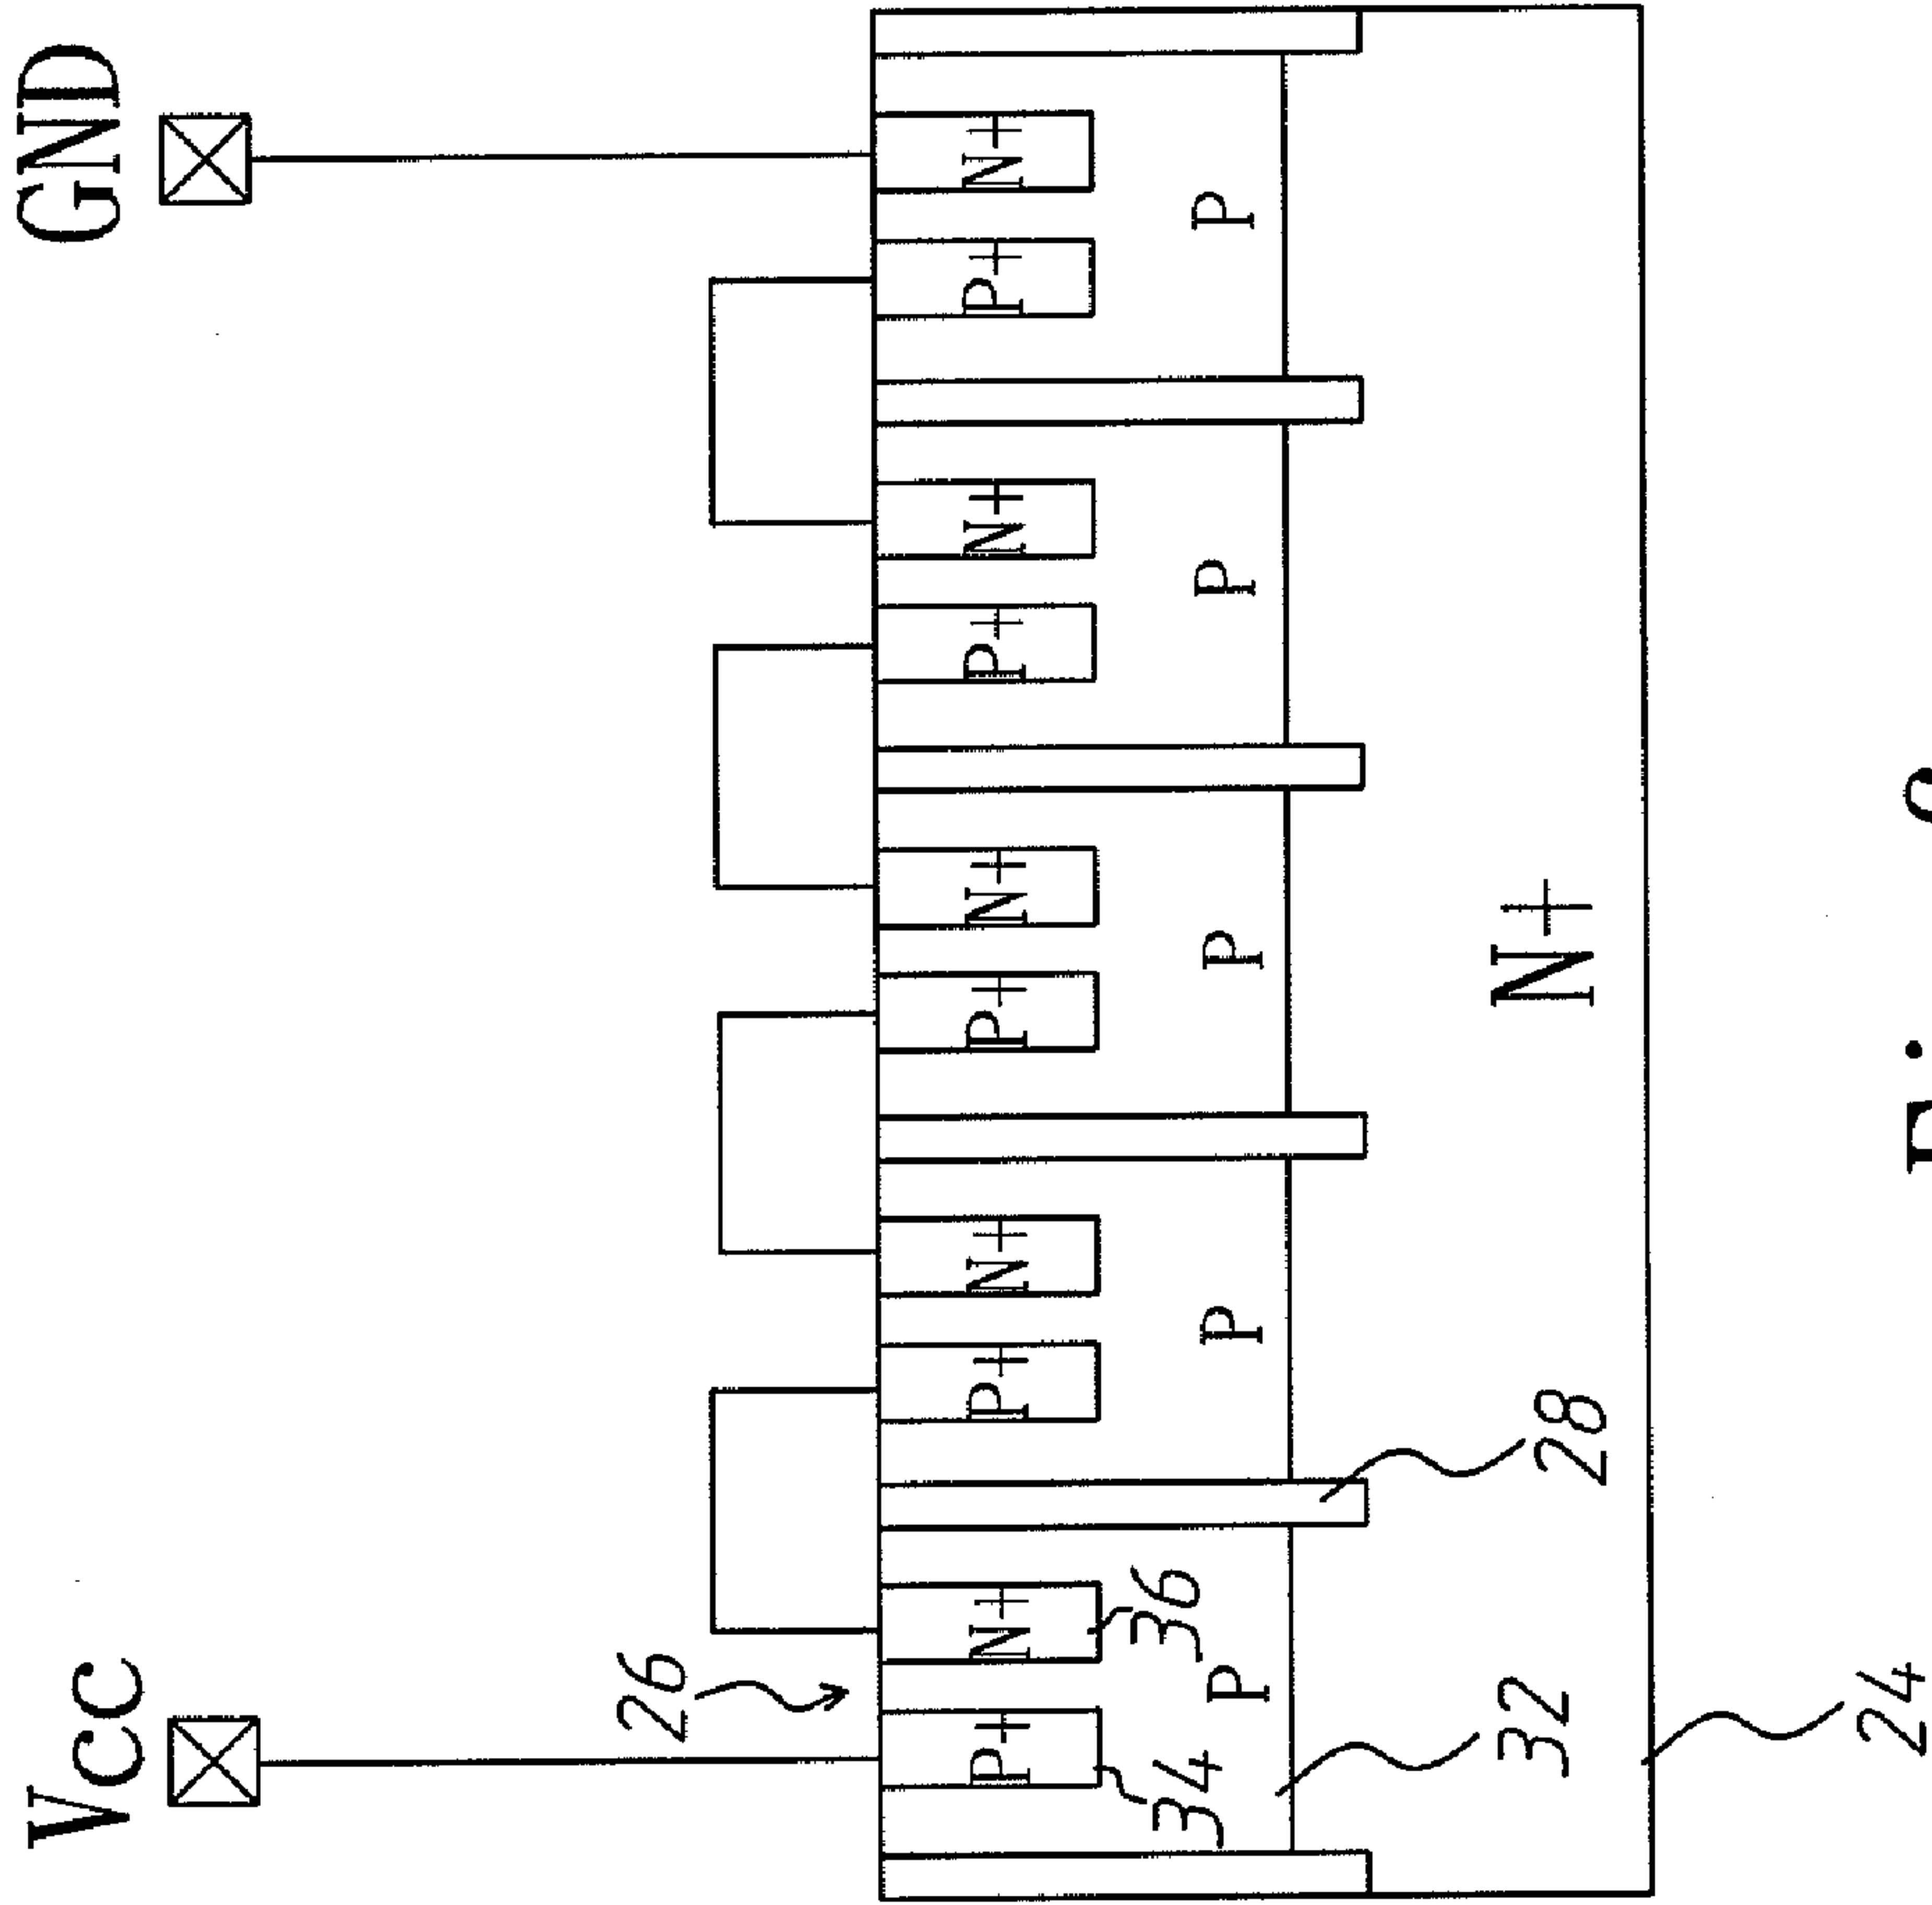 Vcc GND
26
P+ N+ P+ N+ P+ N+ P+ N+ P+ N+
34 36
P P P P P
32 28 N+
24